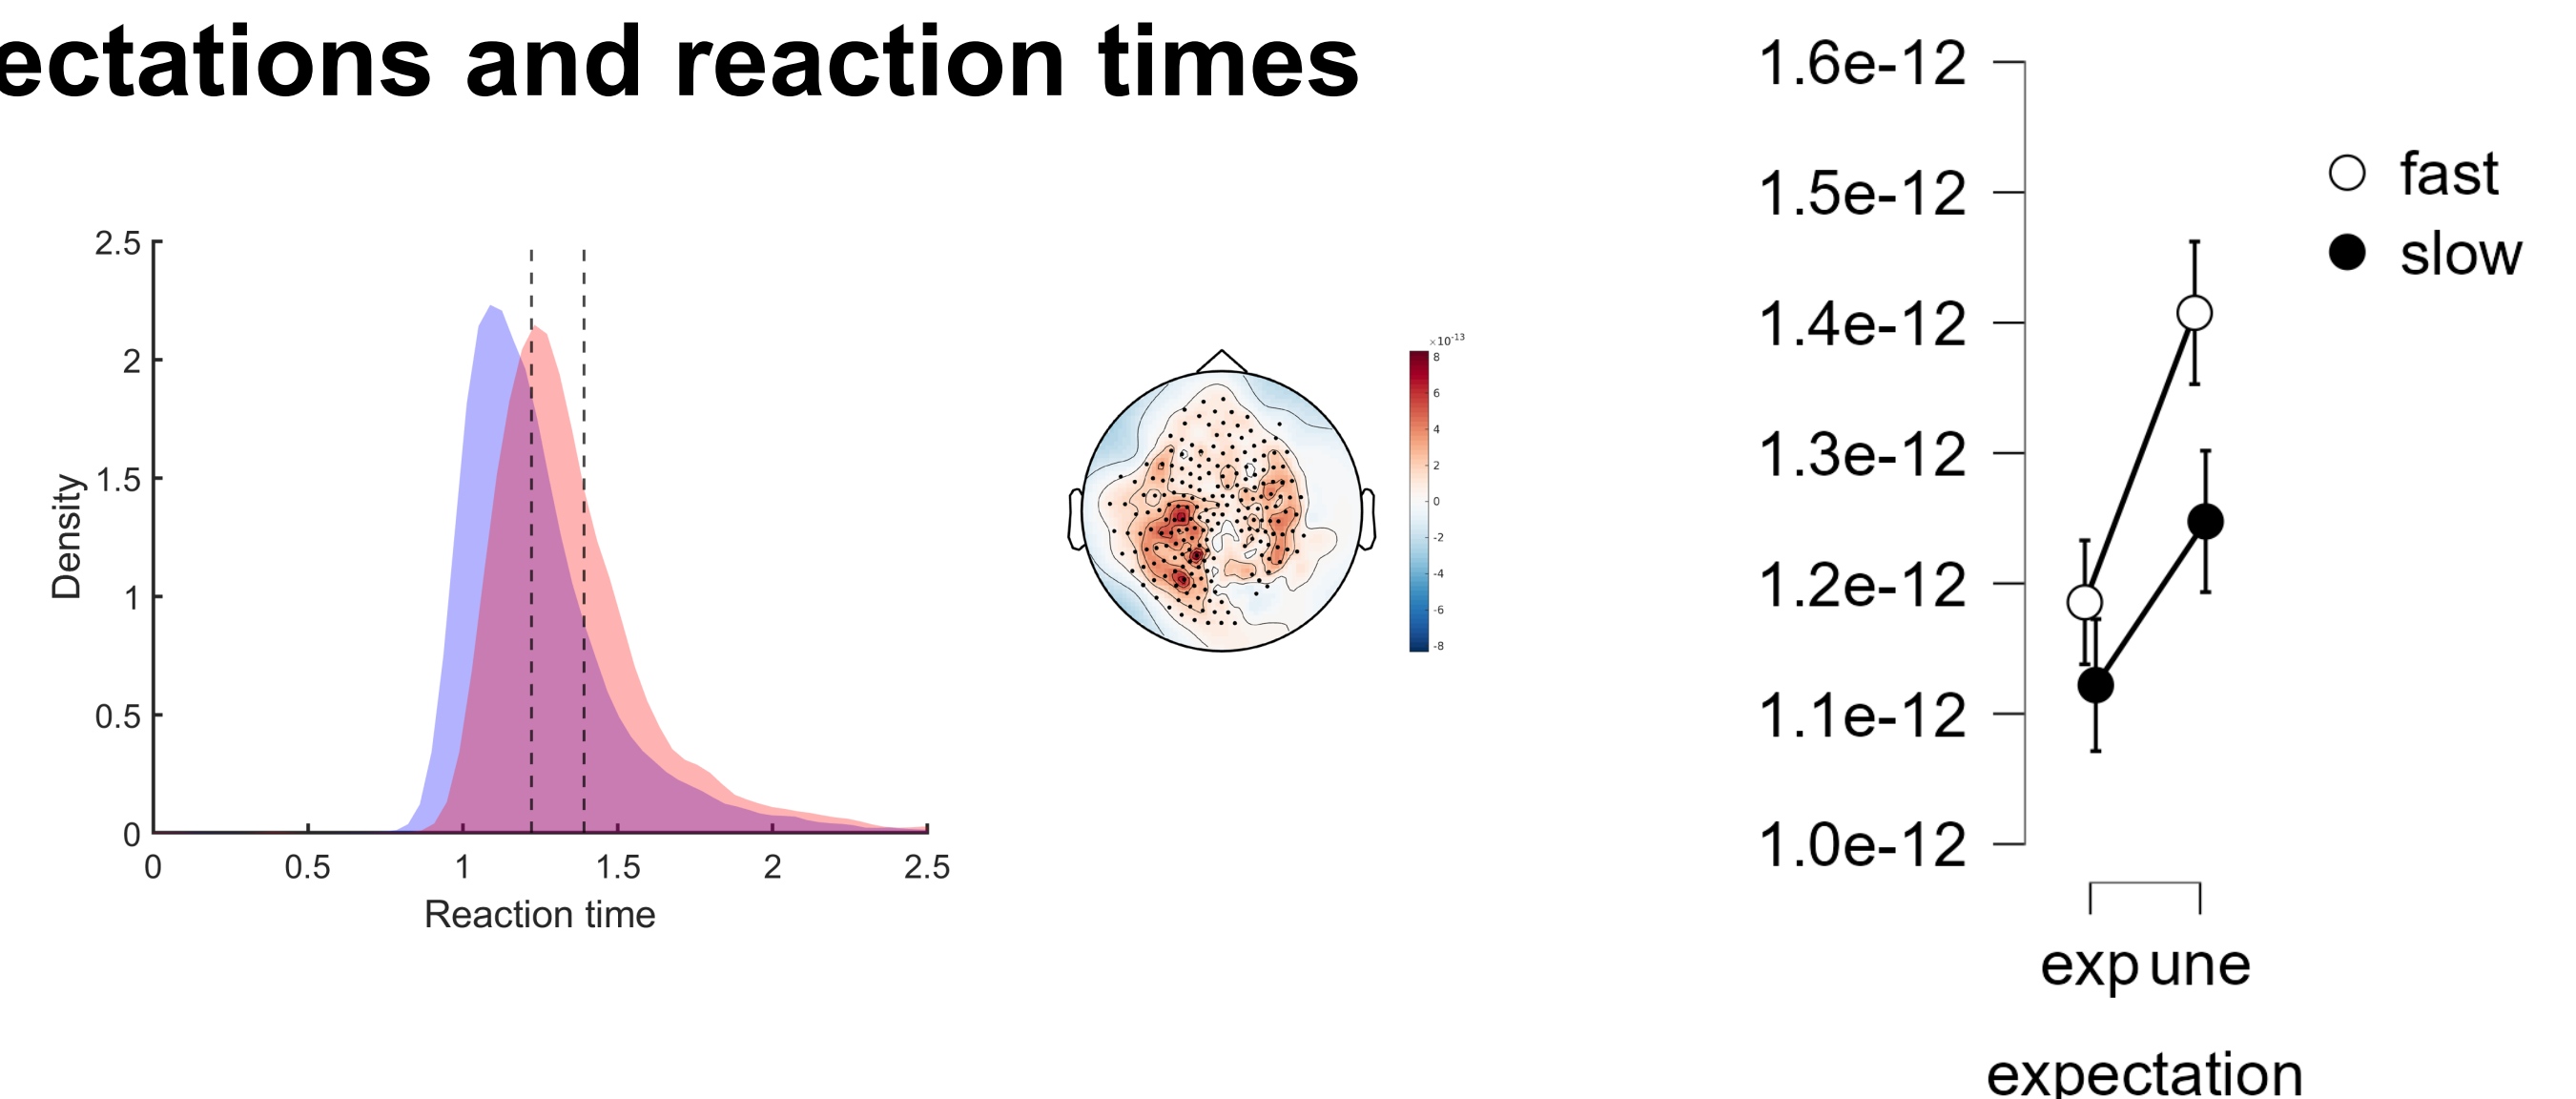 ectations and reaction times
2.5
2
1.5
1
0.5
0
Density
0 0.5 1 1.5 2 2.5
Reaction time
×10-13
8
6
4
2
0
-2
-4
-6
-8
1.6e-12
1.5e-12
1.4e-12
1.3e-12
1.2e-12
1.1e-12
1.0e-12
fast
slow
exp une
expectation